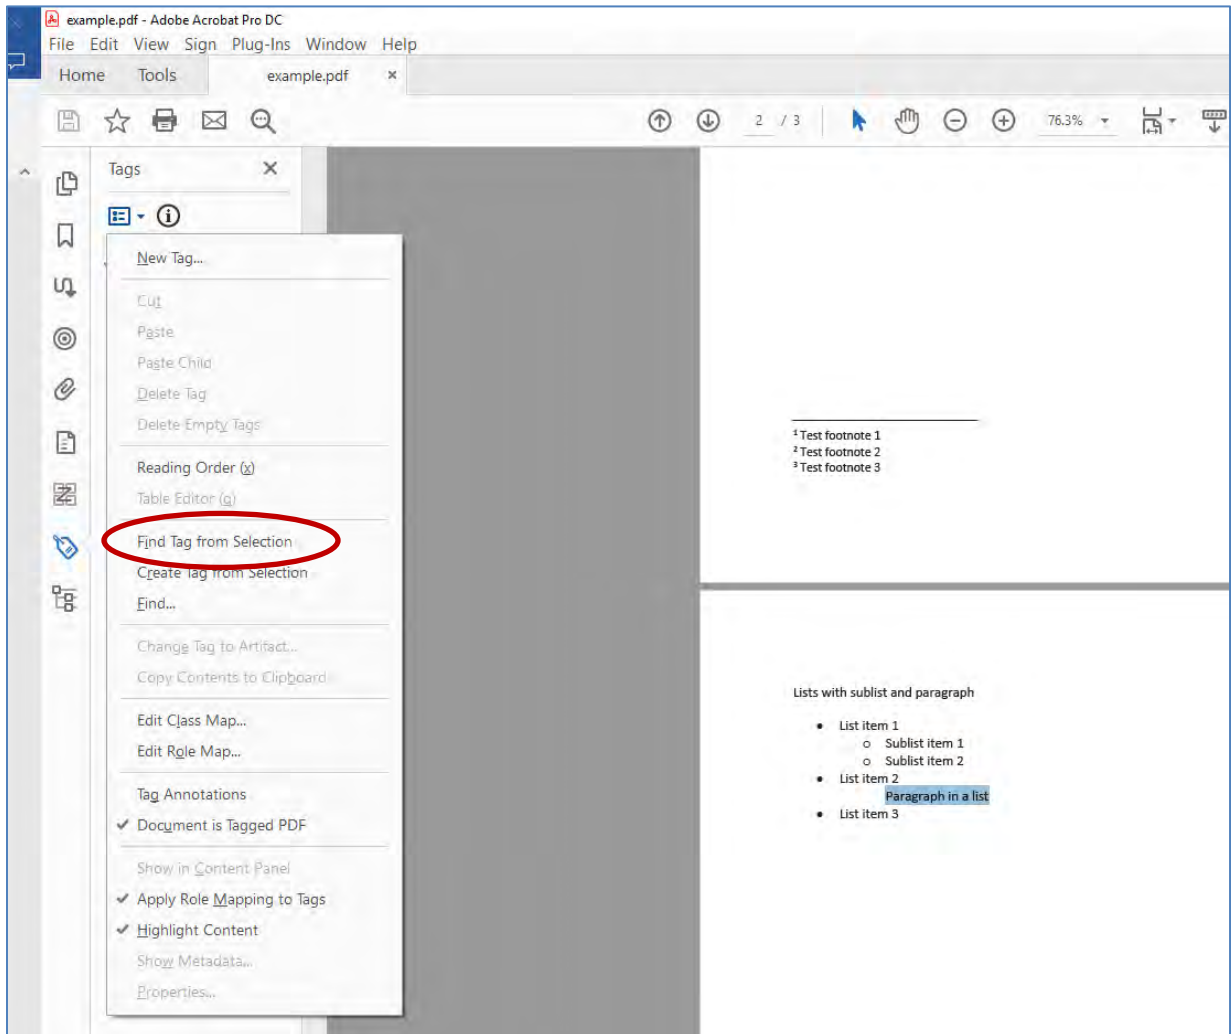 example.pdf - Adobe Acrobat Pro DC
File Edit View Sign Plug-Ins Window Help
Home Tools example.pdf ×
2 / 3 76.3%
Tags ×
New Tag...
Cut
Paste
Paste Child
Delete Tag
Delete Empty Tags
Reading Order (x)
Table Editor (g)
Find Tag from Selection
Create Tag from Selection
Find...
Change Tag to Artifact...
Copy Contents to Clipboard
Edit Class Map...
Edit Role Map...
Tag Annotations
✓ Document is Tagged PDF
Show in Content Panel
✓ Apply Role Mapping to Tags
✓ Highlight Content
Show Metadata...
Properties...
1 Test footnote 1
2 Test footnote 2
3 Test footnote 3
Lists with sublist and paragraph
• List item 1
o Sublist item 1
o Sublist item 2
• List item 2
Paragraph in a list
• List item 3